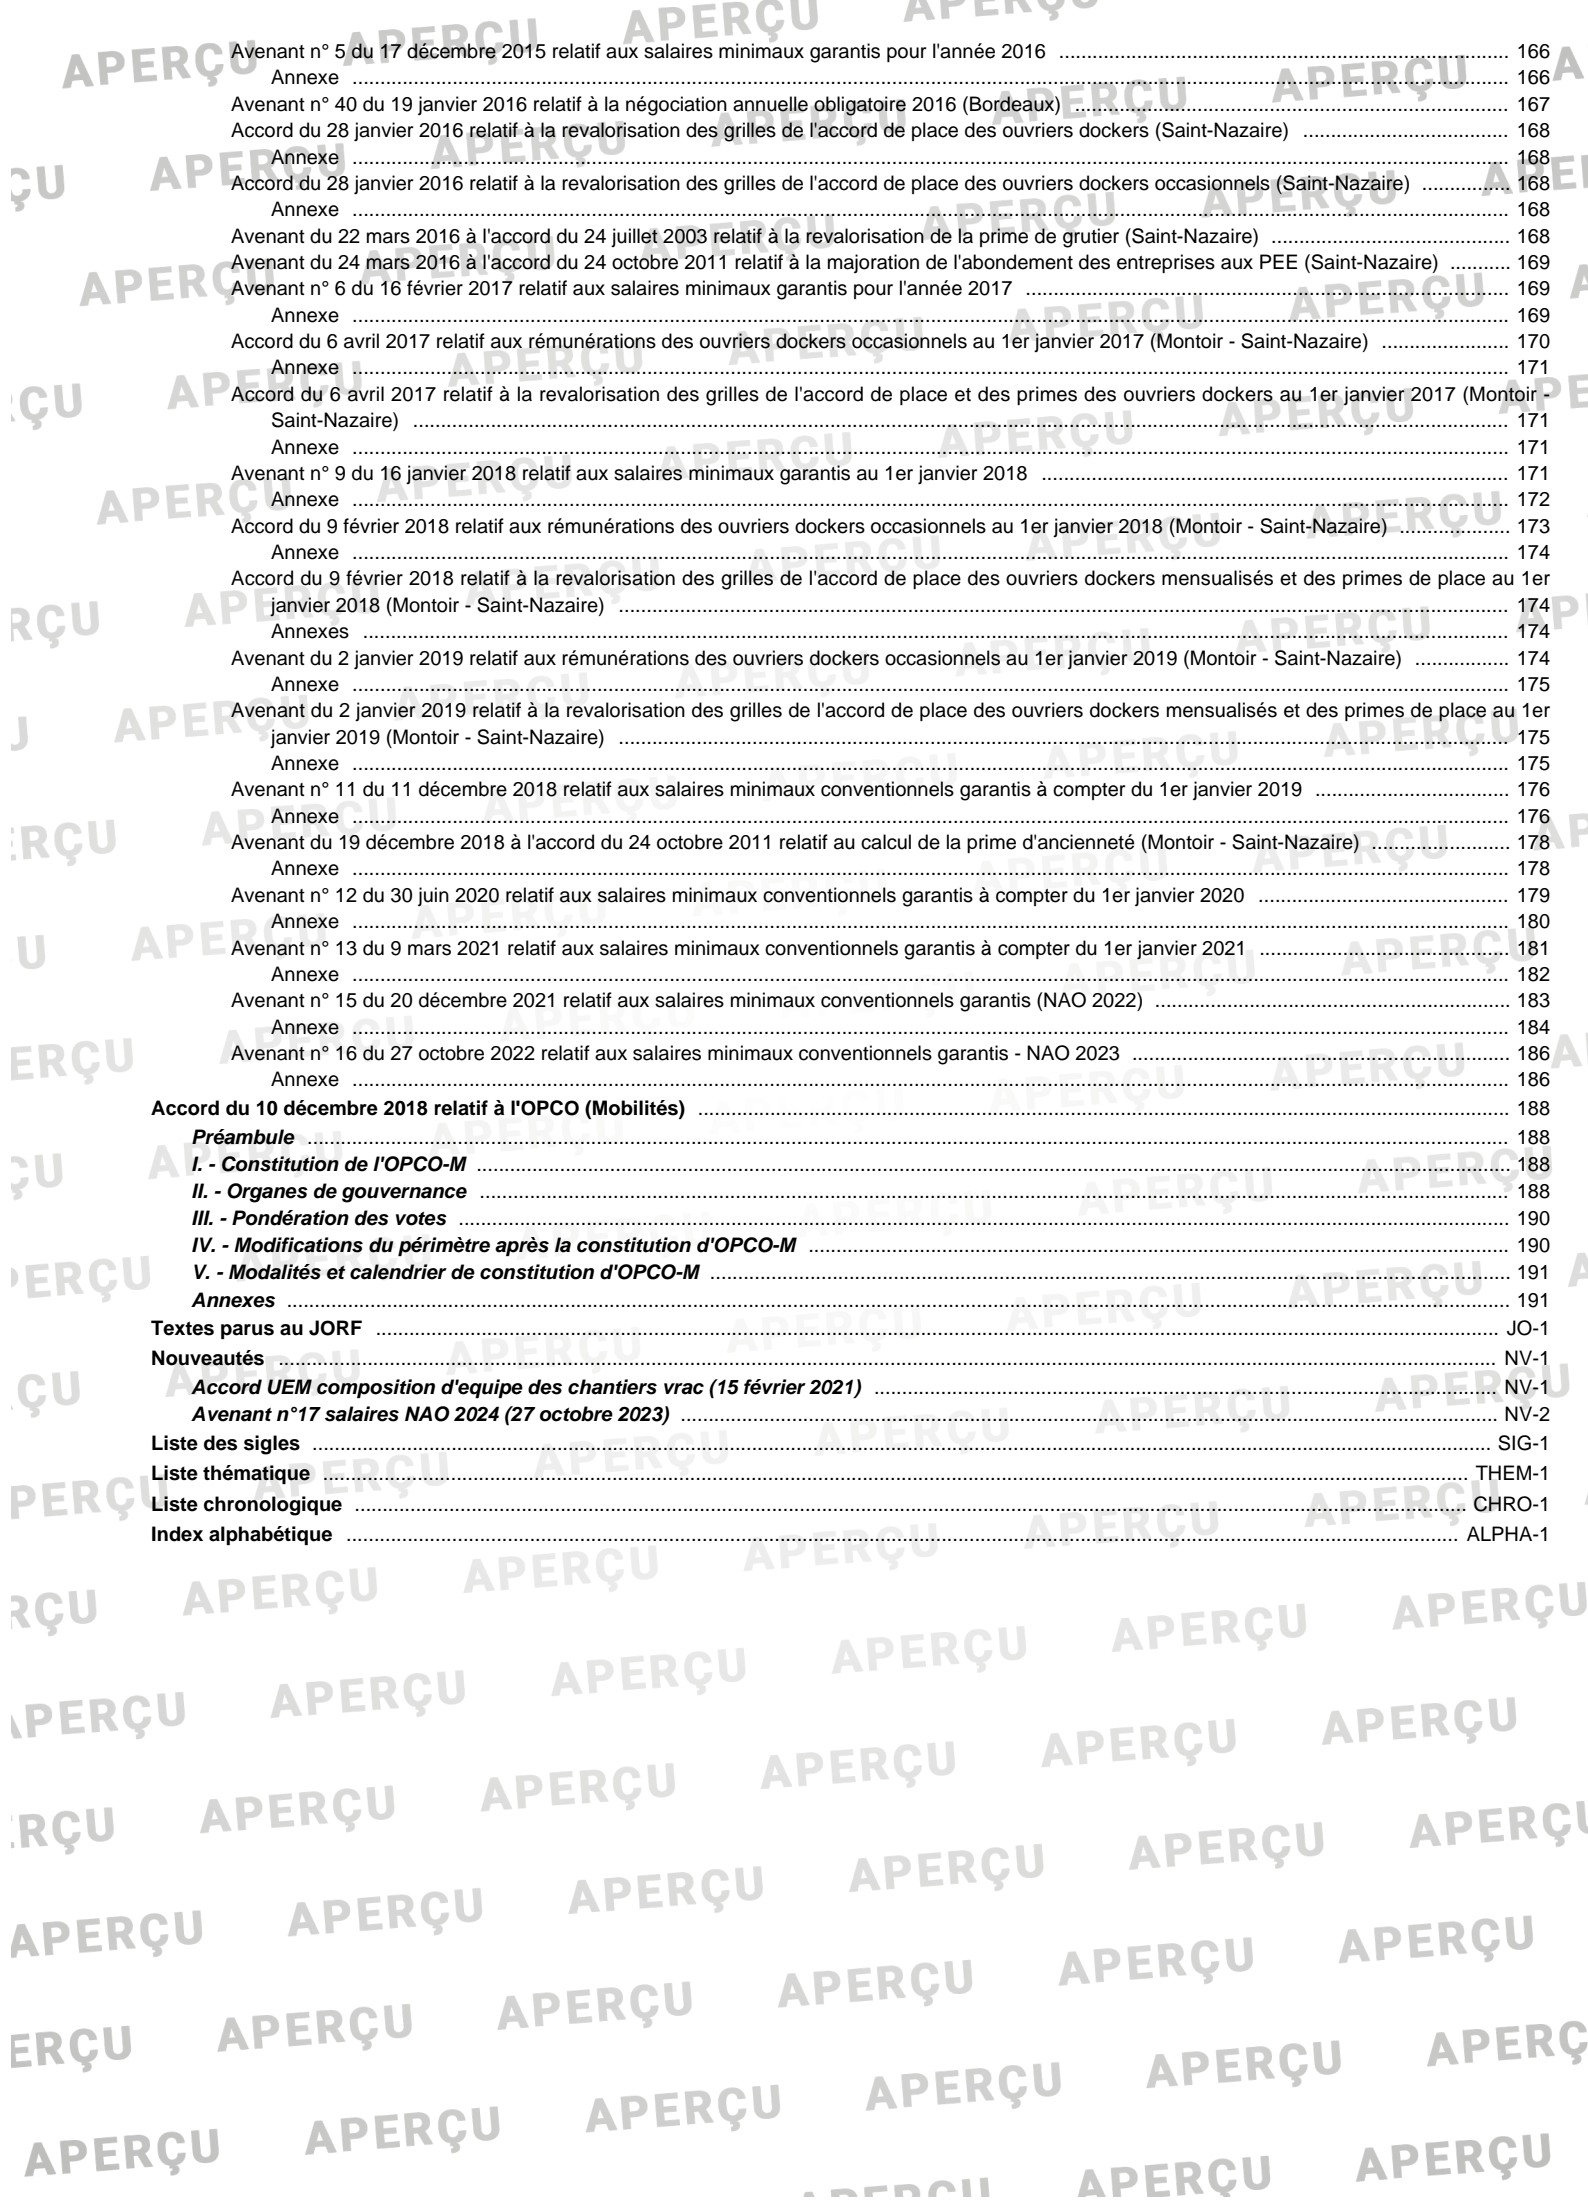 Avenant n° 5 du 17 décembre 2015 relatif aux salaires minimaux garantis pour l'année 2016 ........ 166
Annexe ........ 166
Avenant n° 40 du 19 janvier 2016 relatif à la négociation annuelle obligatoire 2016 (Bordeaux) ........ 167
Accord du 28 janvier 2016 relatif à la revalorisation des grilles de l'accord de place des ouvriers dockers (Saint-Nazaire) ........ 168
Annexe ........ 168
Accord du 28 janvier 2016 relatif à la revalorisation des grilles de l'accord de place des ouvriers dockers occasionnels (Saint-Nazaire) ........ 168
Annexe ........ 168
Avenant du 22 mars 2016 à l'accord du 24 juillet 2003 relatif à la revalorisation de la prime de grutier (Saint-Nazaire) ........ 168
Avenant du 24 mars 2016 à l'accord du 24 octobre 2011 relatif à la majoration de l'abondement des entreprises aux PEE (Saint-Nazaire) ........ 169
Avenant n° 6 du 16 février 2017 relatif aux salaires minimaux garantis pour l'année 2017 ........ 169
Annexe ........ 169
Accord du 6 avril 2017 relatif aux rémunérations des ouvriers dockers occasionnels au 1er janvier 2017 (Montoir - Saint-Nazaire) ........ 170
Annexe ........ 171
Accord du 6 avril 2017 relatif à la revalorisation des grilles de l'accord de place et des primes des ouvriers dockers au 1er janvier 2017 (Montoir -
Saint-Nazaire) ........ 171
Annexe ........ 171
Avenant n° 9 du 16 janvier 2018 relatif aux salaires minimaux garantis au 1er janvier 2018 ........ 171
Annexe ........ 172
Accord du 9 février 2018 relatif aux rémunérations des ouvriers dockers occasionnels au 1er janvier 2018 (Montoir - Saint-Nazaire) ........ 173
Annexe ........ 174
Accord du 9 février 2018 relatif à la revalorisation des grilles de l'accord de place des ouvriers dockers mensualisés et des primes de place au 1er
janvier 2018 (Montoir - Saint-Nazaire) ........ 174
Annexes ........ 174
Avenant du 2 janvier 2019 relatif aux rémunérations des ouvriers dockers occasionnels au 1er janvier 2019 (Montoir - Saint-Nazaire) ........ 174
Annexe ........ 175
Avenant du 2 janvier 2019 relatif à la revalorisation des grilles de l'accord de place des ouvriers dockers mensualisés et des primes de place au 1er
janvier 2019 (Montoir - Saint-Nazaire) ........ 175
Annexe ........ 175
Avenant n° 11 du 11 décembre 2018 relatif aux salaires minimaux conventionnels garantis à compter du 1er janvier 2019 ........ 176
Annexe ........ 176
Avenant du 19 décembre 2018 à l'accord du 24 octobre 2011 relatif au calcul de la prime d'ancienneté (Montoir - Saint-Nazaire) ........ 178
Annexe ........ 178
Avenant n° 12 du 30 juin 2020 relatif aux salaires minimaux conventionnels garantis à compter du 1er janvier 2020 ........ 179
Annexe ........ 180
Avenant n° 13 du 9 mars 2021 relatif aux salaires minimaux conventionnels garantis à compter du 1er janvier 2021 ........ 181
Annexe ........ 182
Avenant n° 15 du 20 décembre 2021 relatif aux salaires minimaux conventionnels garantis (NAO 2022) ........ 183
Annexe ........ 184
Avenant n° 16 du 27 octobre 2022 relatif aux salaires minimaux conventionnels garantis - NAO 2023 ........ 186
Annexe ........ 186
Accord du 10 décembre 2018 relatif à l'OPCO (Mobilités) ........ 188
Préambule ........ 188
I. - Constitution de l'OPCO-M ........ 188
II. - Organes de gouvernance ........ 188
III. - Pondération des votes ........ 190
IV. - Modifications du périmètre après la constitution d'OPCO-M ........ 190
V. - Modalités et calendrier de constitution d'OPCO-M ........ 191
Annexes ........ 191
Textes parus au JORF ........ JO-1
Nouveautés ........ NV-1
Accord UEM composition d'equipe des chantiers vrac (15 février 2021) ........ NV-1
Avenant n°17 salaires NAO 2024 (27 octobre 2023) ........ NV-2
Liste des sigles ........ SIG-1
Liste thématique ........ THEM-1
Liste chronologique ........ CHRO-1
Index alphabétique ........ ALPHA-1
APERÇU